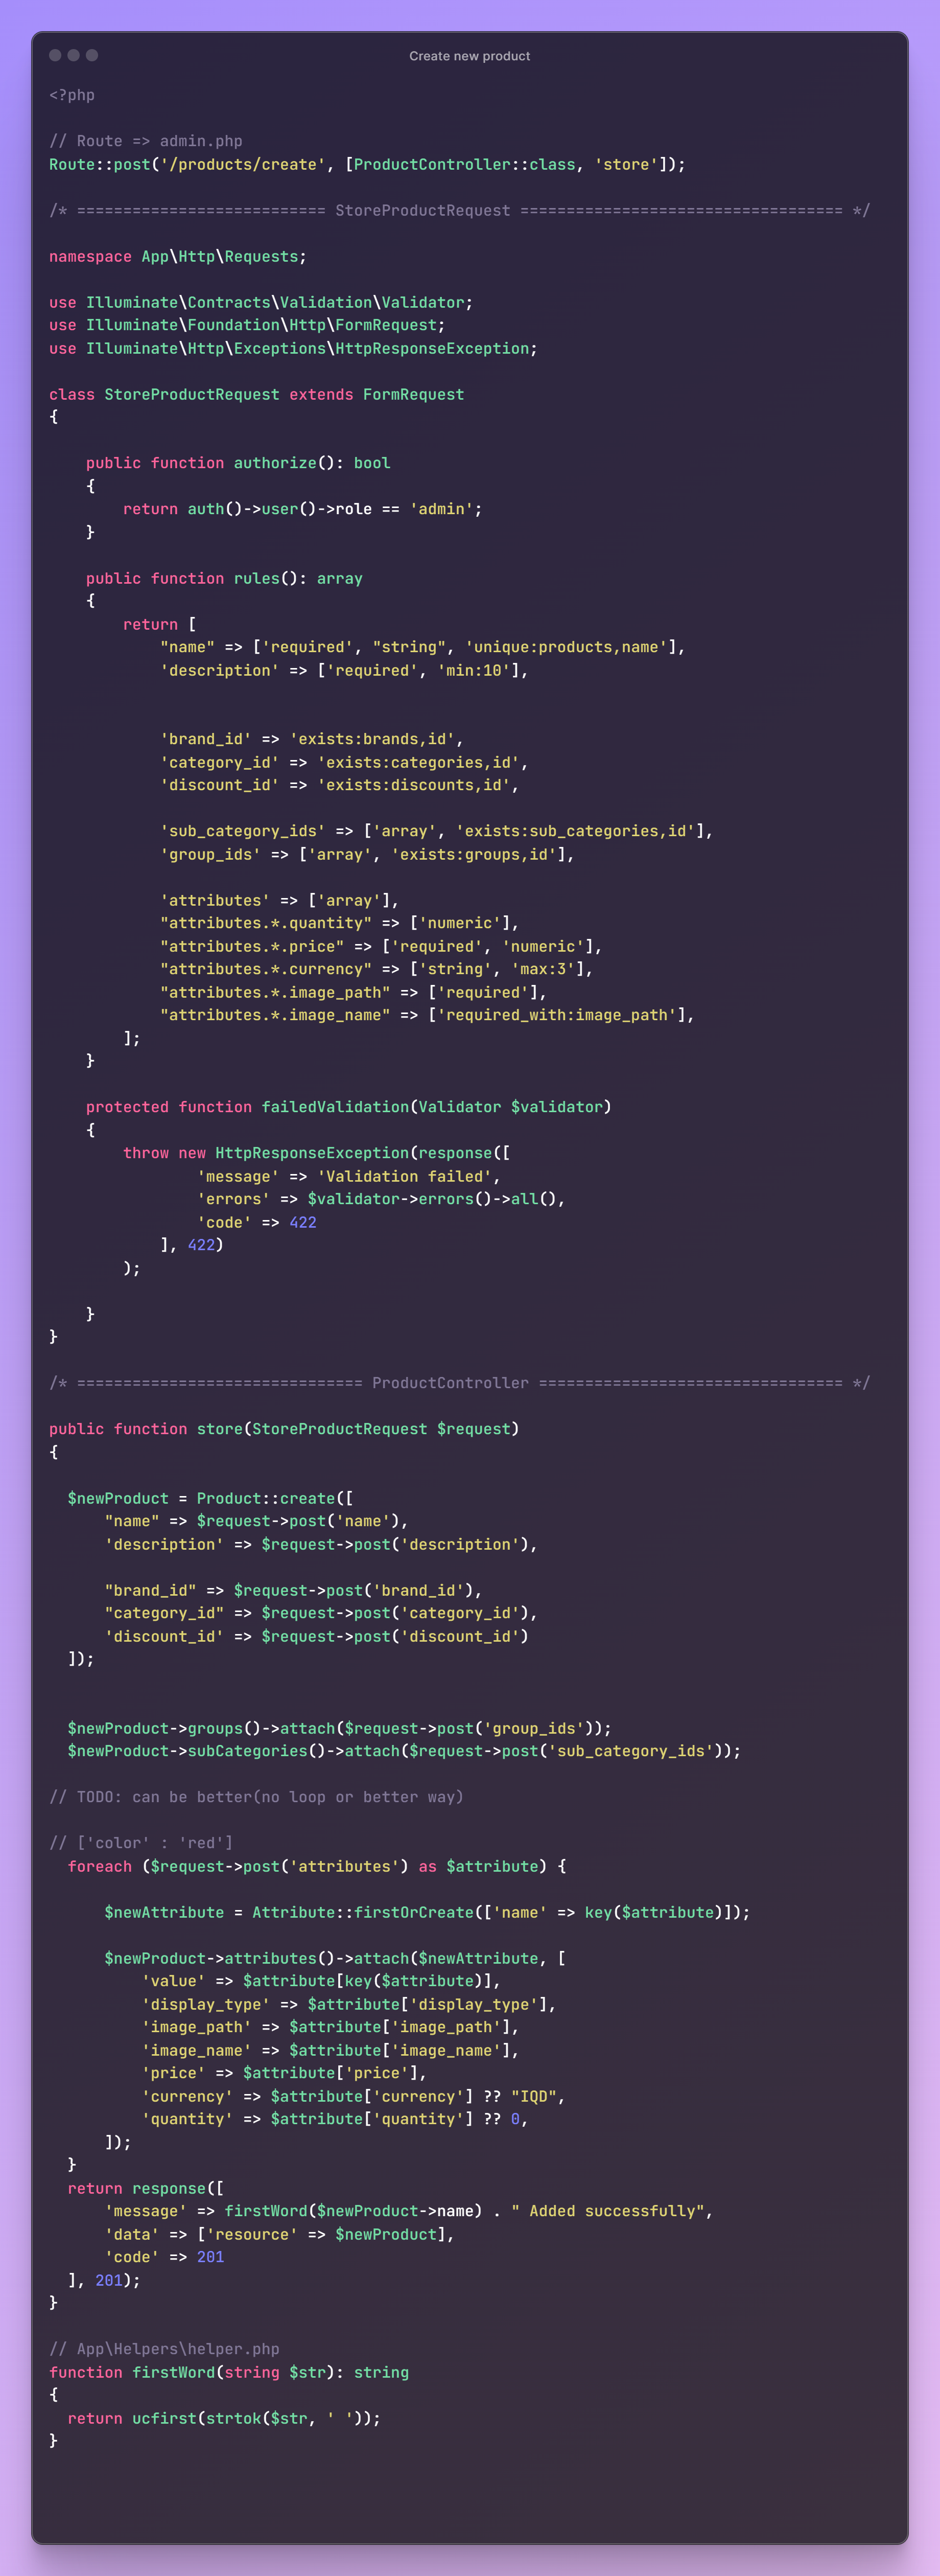 Create new product
<?php
// Route => admin.php
Route::post('/products/create', [ProductController::class, 'store']);
/* =========================== StoreProductRequest =================================== */
namespace App\Http\Requests;
use Illuminate\Contracts\Validation\Validator;
use Illuminate\Foundation\Http\FormRequest;
use Illuminate\Http\Exceptions\HttpResponseException;
class StoreProductRequest extends FormRequest
{
    public function authorize(): bool
    {
        return auth()->user()->role == 'admin';
    }
    public function rules(): array
    {
        return [
            "name" => ['required', "string", 'unique:products,name'],
            'description' => ['required', 'min:10'],
            'brand_id' => 'exists:brands,id',
            'category_id' => 'exists:categories,id',
            'discount_id' => 'exists:discounts,id',
            'sub_category_ids' => ['array', 'exists:sub_categories,id'],
            'group_ids' => ['array', 'exists:groups,id'],
            'attributes' => ['array'],
            "attributes.*.quantity" => ['numeric'],
            "attributes.*.price" => ['required', 'numeric'],
            "attributes.*.currency" => ['string', 'max:3'],
            "attributes.*.image_path" => ['required'],
            "attributes.*.image_name" => ['required_with:image_path'],
        ];
    }
    protected function failedValidation(Validator $validator)
    {
        throw new HttpResponseException(response([
                'message' => 'Validation failed',
                'errors' => $validator->errors()->all(),
                'code' => 422
            ], 422)
        );
    }
}
/* =============================== ProductController ================================= */
public function store(StoreProductRequest $request)
{
  $newProduct = Product::create([
      "name" => $request->post('name'),
      'description' => $request->post('description'),
      "brand_id" => $request->post('brand_id'),
      "category_id" => $request->post('category_id'),
      'discount_id' => $request->post('discount_id')
  ]);
  $newProduct->groups()->attach($request->post('group_ids'));
  $newProduct->subCategories()->attach($request->post('sub_category_ids'));
// TODO: can be better(no loop or better way)
// ['color' : 'red']
  foreach ($request->post('attributes') as $attribute) {
      $newAttribute = Attribute::firstOrCreate(['name' => key($attribute)]);
      $newProduct->attributes()->attach($newAttribute, [
          'value' => $attribute[key($attribute)],
          'display_type' => $attribute['display_type'],
          'image_path' => $attribute['image_path'],
          'image_name' => $attribute['image_name'],
          'price' => $attribute['price'],
          'currency' => $attribute['currency'] ?? "IQD",
          'quantity' => $attribute['quantity'] ?? 0,
      ]);
  }
  return response([
      'message' => firstWord($newProduct->name) . " Added successfully",
      'data' => ['resource' => $newProduct],
      'code' => 201
  ], 201);
}
// App\Helpers\helper.php
function firstWord(string $str): string
{
  return ucfirst(strtok($str, ' '));
}